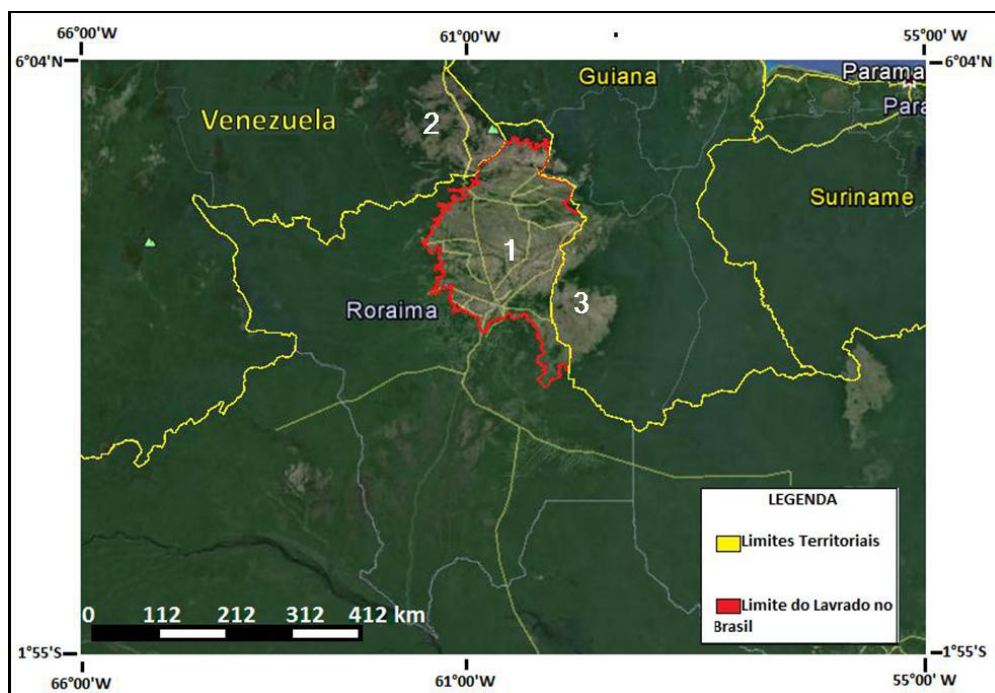 66°00'W
61°00'W
55°00' W
6°04'N
6°04'N
Guiana
Parama
Para
Venezuela
2
Suriname
1
3
Roraima
LEGENDA
Limites Territoriais
Limite do Lavrado no
Brasil
0 112 212 312 412 km
1°55'S
1°55'S
66°00'W
61°00'W
55°00'W